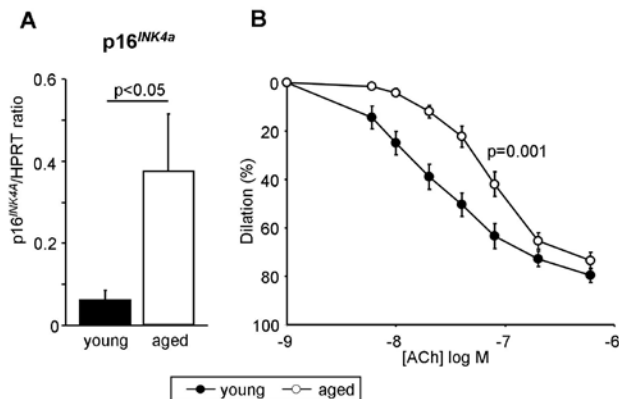 A
p16INK4a
p16INK4A/HPRT ratio
0.6
0.4
0.2
0
p<0.05
young
aged
B
Dilation (%)
0
20
40
60
80
100
p=0.001
-9
-8
-7
-6
[ACh] log M
young
aged